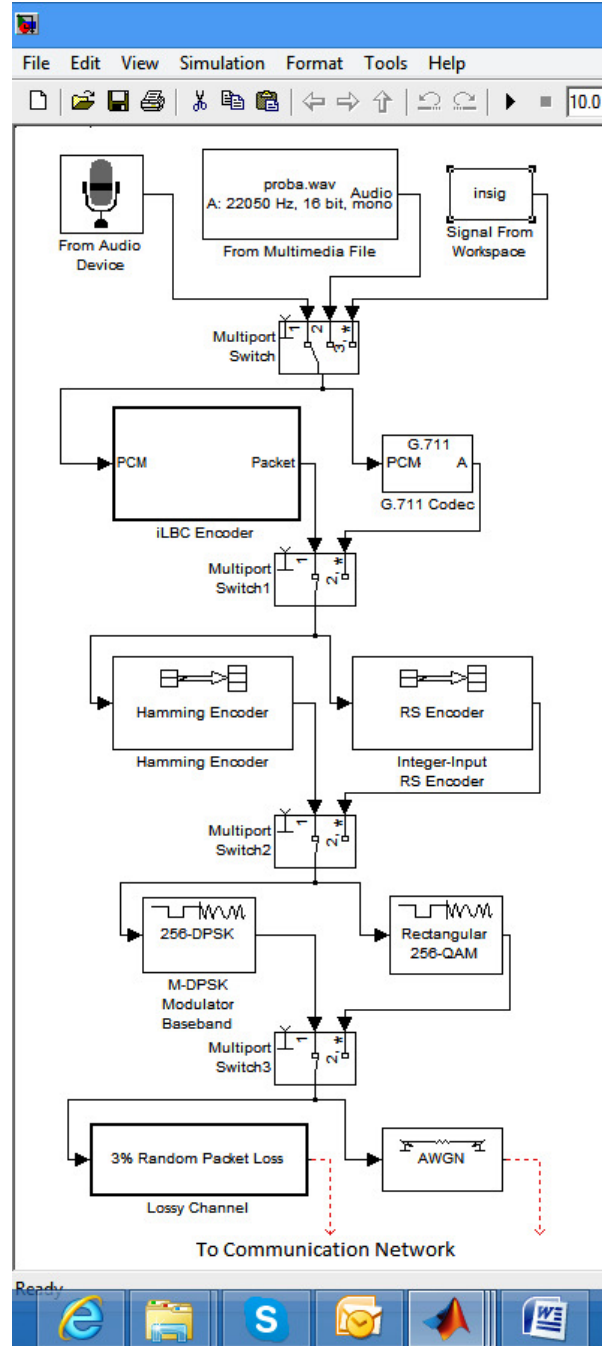 File Edit View Simulation Format Tools Help
10.0
proba.wav
A: 22050 Hz, 16 bit, mono
Audio
insig
From Audio
Device
From Multimedia File
Signal From
Workspace
Multiport
Switch
1
2
3, *
PCM
Packet
iLBC Encoder
G.711
PCM A
G.711 Codec
Multiport
Switch1
1
2, *
Hamming Encoder
Hamming Encoder
RS Encoder
Integer-Input
RS Encoder
Multiport
Switch2
1
2, *
256-DPSK
M-DPSK
Modulator
Baseband
Rectangular
256-QAM
Multiport
Switch3
1
2, *
3% Random Packet Loss
Lossy Channel
AWGN
To Communication Network
Ready